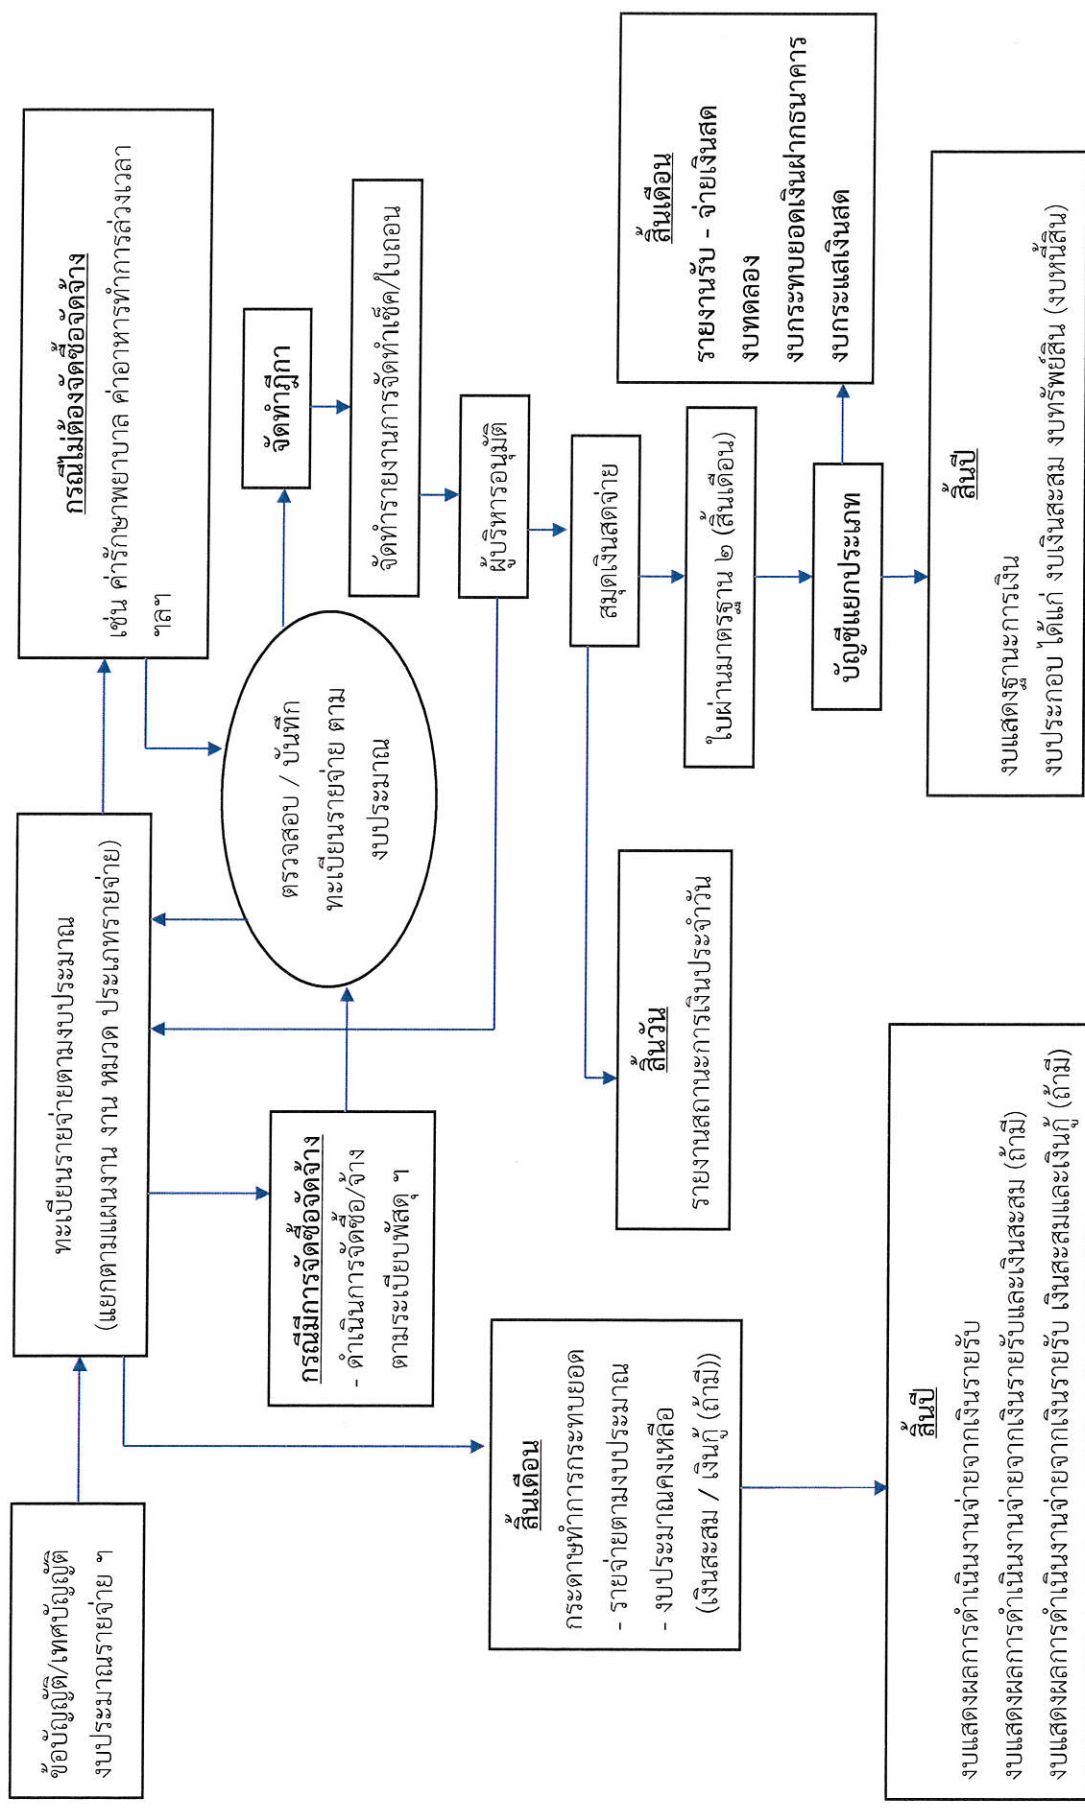 ข้อบัญญัติ/เทศบัญญัติ
งบประมาณรายจ่าย ฯ
ทะเบียนรายจ่ายตามงบประมาณ
(แยกตามแผนงาน งาน หมวด ประเภทรายจ่าย)
กรณีไม่ต้องจัดซื้อจัดจ้าง
เช่น ค่ารักษาพยาบาล ค่าอาหารทำการล่วงเวลา
ฯลฯ
กรณีมีการจัดซื้อจัดจ้าง
- ดำเนินการจัดซื้อ/จ้าง
ตามระเบียบพัสดุ ฯ
ตรวจสอบ / บันทึก
ทะเบียนรายจ่าย ตาม
งบประมาณ
จัดทำฎีกา
จัดทำรายงานการจัดทำเช็ค/ใบถอน
ผู้บริหารอนุมัติ
สมุดเงินสดจ่าย
ใบผ่านมาตรฐาน ๒ (สิ้นเดือน)
บัญชีแยกประเภท
สิ้นเดือน
รายงานรับ - จ่ายเงินสด
งบทดลอง
งบกระทบยอดเงินฝากธนาคาร
งบกระแสเงินสด
สิ้นปี
งบแสดงฐานะการเงิน
งบประกอบ ได้แก่ งบเงินสะสม งบทรัพย์สิน (งบหนี้สิน)
สิ้นวัน
รายงานสถานะการเงินประจำวัน
สิ้นเดือน
กระดาษทำการกระทบยอด
- รายจ่ายตามงบประมาณ
- งบประมาณคงเหลือ
(เงินสะสม / เงินกู้ (ถ้ามี))
สิ้นปี
งบแสดงผลการดำเนินงานจ่ายจากเงินรายรับ
งบแสดงผลการดำเนินงานจ่ายจากเงินรายรับและเงินสะสม (ถ้ามี)
งบแสดงผลการดำเนินงานจ่ายจากเงินรายรับ เงินสะสมและเงินกู้ (ถ้ามี)